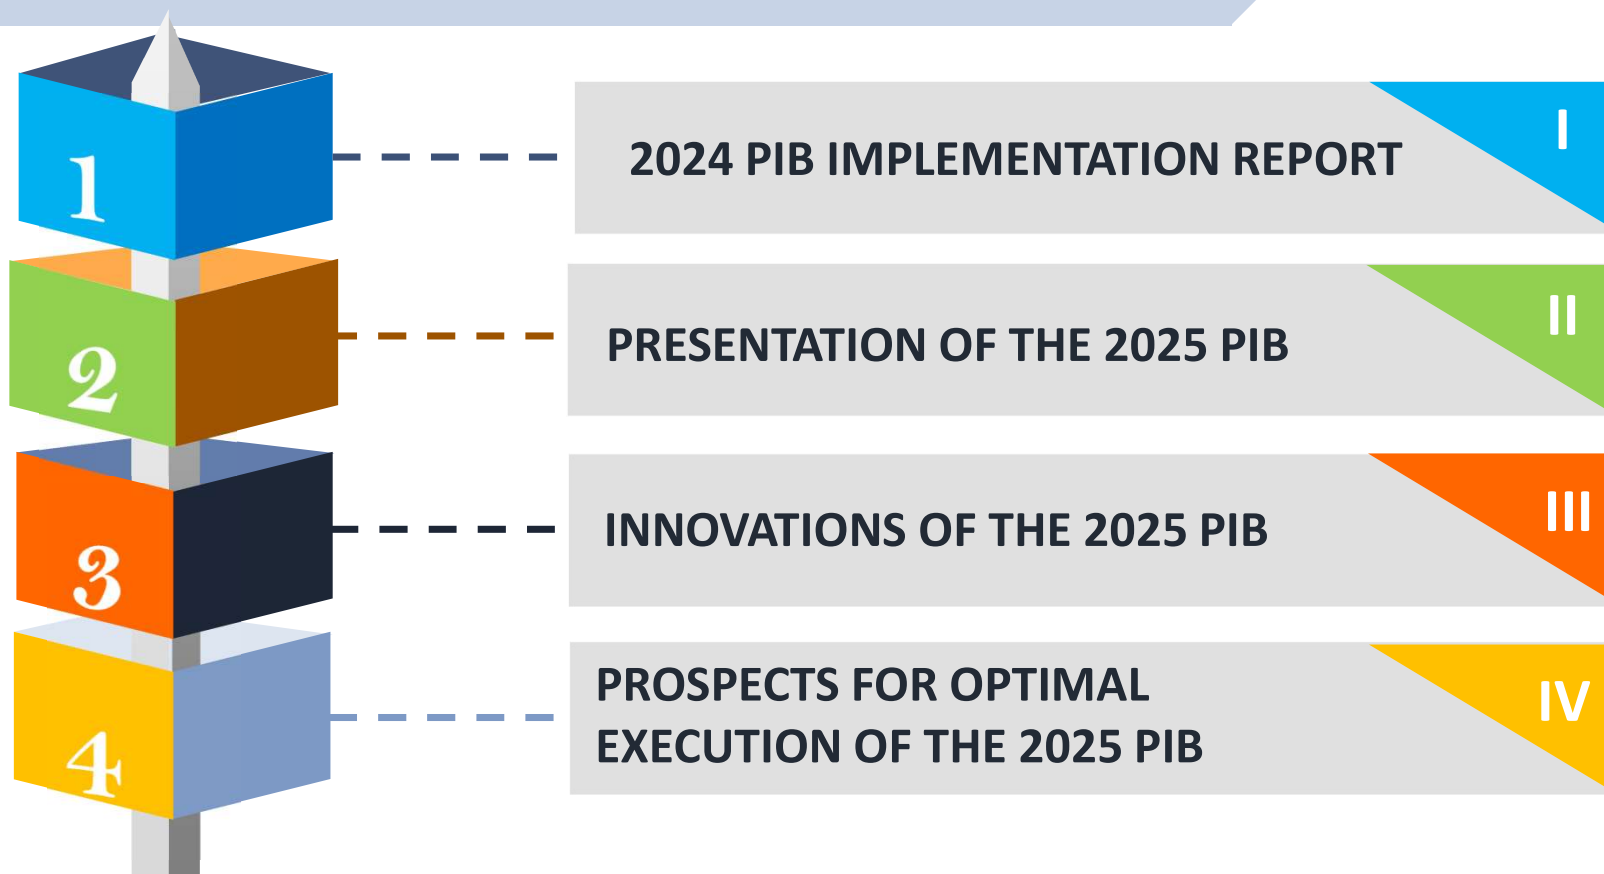 1
2024 PIB IMPLEMENTATION REPORT
I
2
PRESENTATION OF THE 2025 PIB
II
3
INNOVATIONS OF THE 2025 PIB
III
4
PROSPECTS FOR OPTIMAL
EXECUTION OF THE 2025 PIB
IV